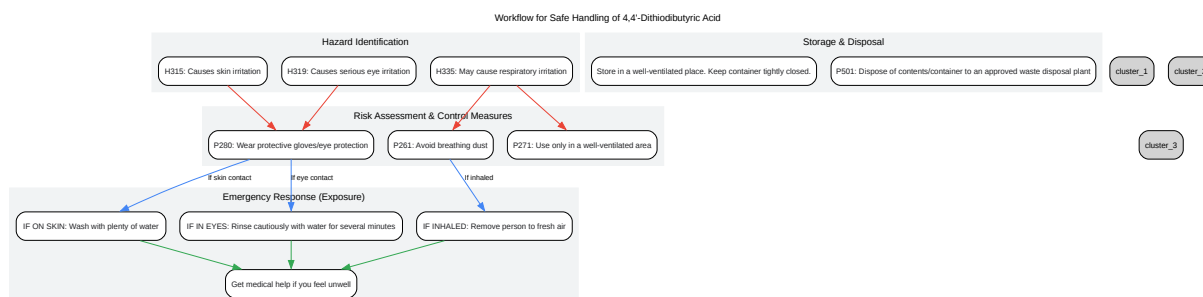 Workflow for Safe Handling of 4,4'-Dithiodibutyric Acid
Hazard Identification
Storage & Disposal
H315: Causes skin irritation
H319: Causes serious eye irritation
H335: May cause respiratory irritation
Store in a well-ventilated place. Keep container tightly closed.
P501: Dispose of contents/container to an approved waste disposal plant
cluster_1
cluster_
Risk Assessment & Control Measures
P280: Wear protective gloves/eye protection
P261: Avoid breathing dust
P271: Use only in a well-ventilated area
cluster_3
If skin contact
If eye contact
If inhaled
Emergency Response (Exposure)
IF ON SKIN: Wash with plenty of water
IF IN EYES: Rinse cautiously with water for several minutes
IF INHALED: Remove person to fresh air
Get medical help if you feel unwell